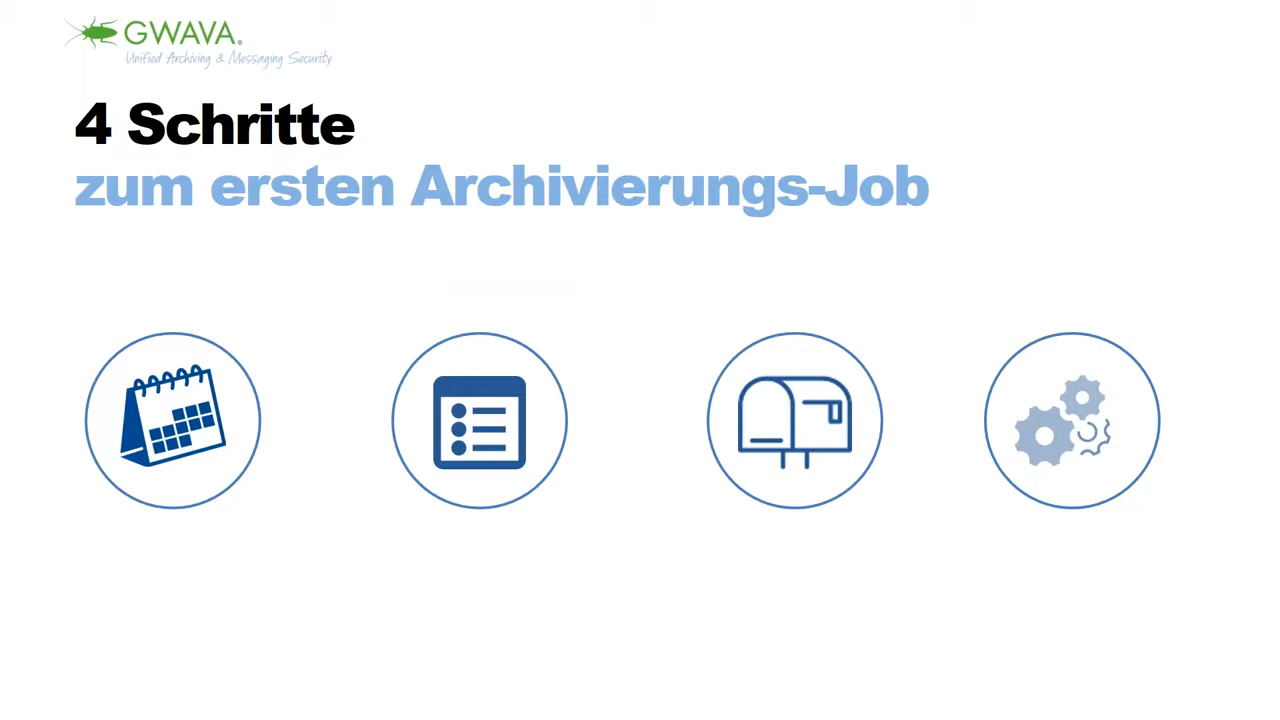 GWAVA®
Unified Archiving & Messaging Security
4 Schritte
zum ersten Archivierungs-Job